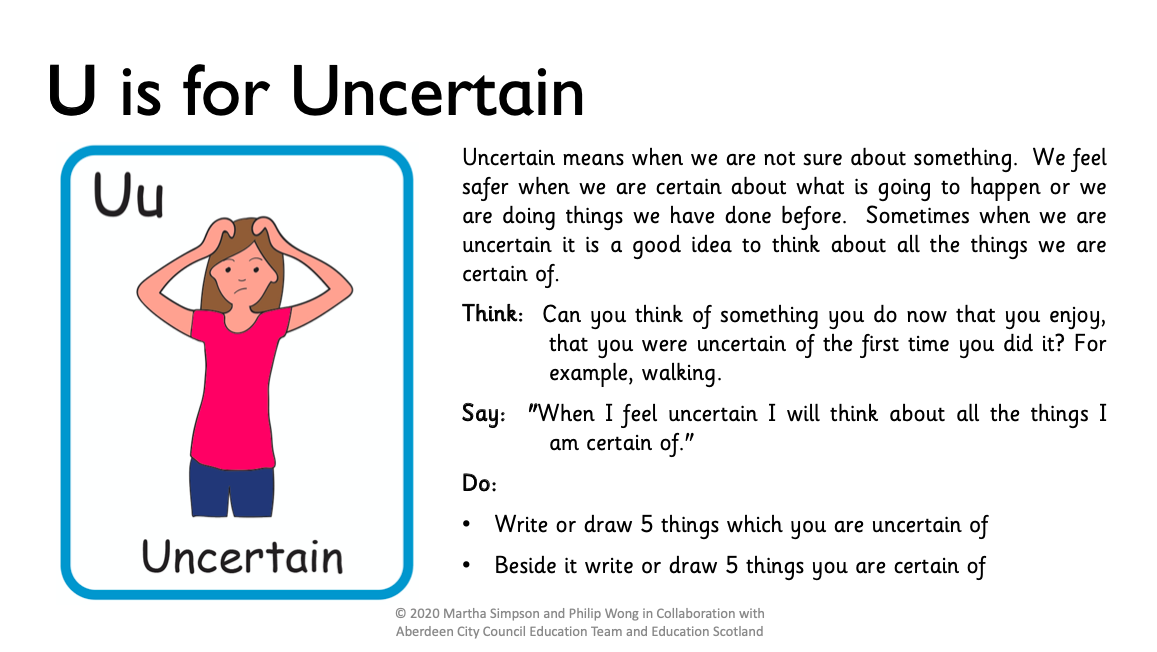 U is for Uncertain
Uu
Uncertain
Uncertain means when we are not sure about something. We feel
safer when we are certain about what is going to happen or we
are doing things we have done before. Sometimes when we are
uncertain it is a good idea to think about all the things we are
certain of.
Think: Can you think of something you do now that you enjoy,
that you were uncertain of the first time you did it? For
example, walking.
Say: "When I feel uncertain I will think about all the things I
am certain of."
Do:
• Write or draw 5 things which you are uncertain of
• Beside it write or draw 5 things you are certain of
© 2020 Martha Simpson and Philip Wong in Collaboration with
Aberdeen City Council Education Team and Education Scotland